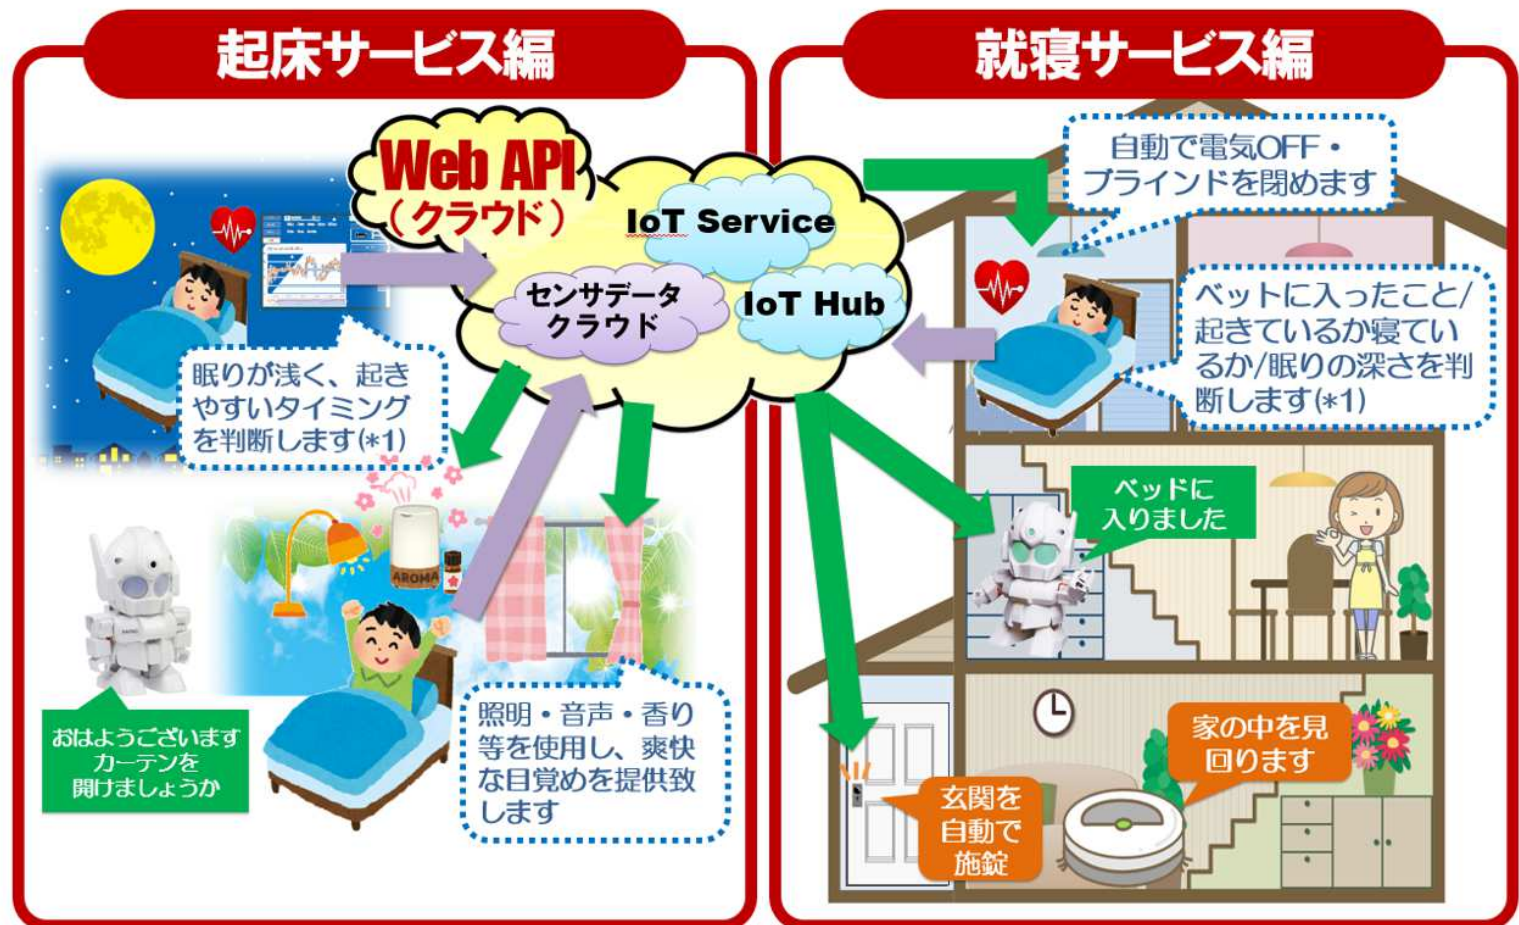 起床サービス編
就寝サービス編
Web API
（クラウド）
IoT Service
センサデータ
クラウド
IoT Hub
眠りが浅く、起き
やすいタイミング
を判断します(*1)
AROMA
おはようございます
カーテンを
開けましょうか
照明・音声・香り
等を使用し、爽快
な目覚めを提供致
します
自動で電気OFF・
ブラインドを閉めます
ベットに入ったこと/
起きているか寝てい
るか/眠りの深さを判
断します(*1)
ベッドに
入りました
家の中を見
回ります
玄関を
自動で
施錠